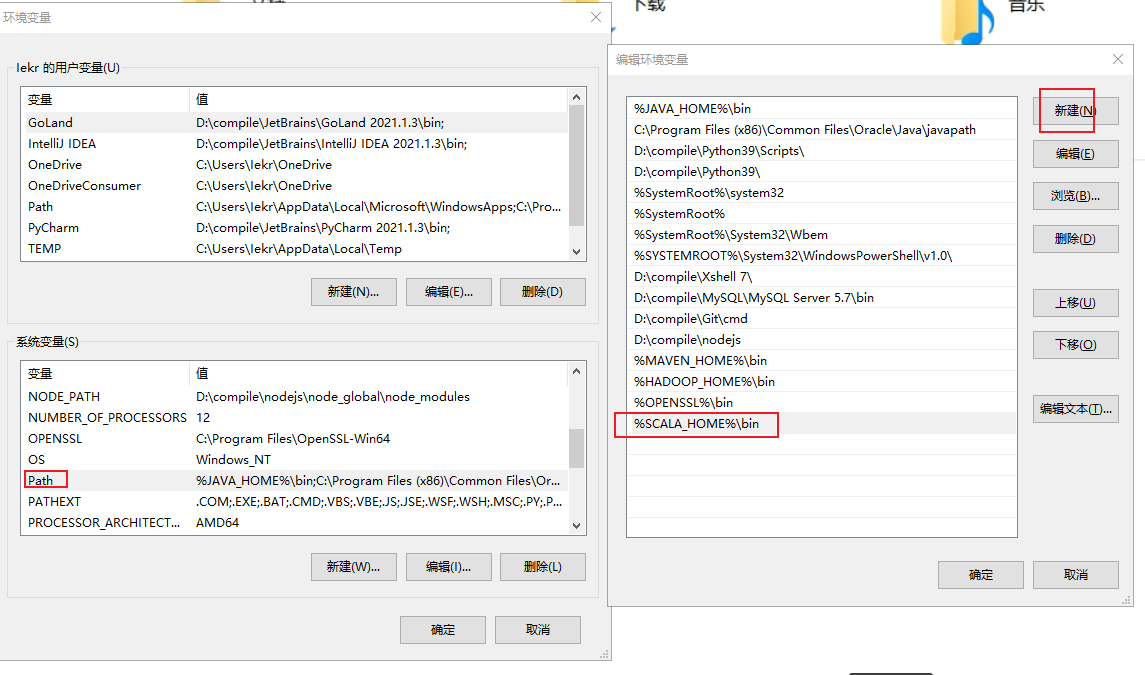 下载
音乐
环境变量
lekr 的用户变量(U)
变量 值
GoLand D:\compile\JetBrains\GoLand 2021.1.3\bin;
IntelliJ IDEA D:\compile\JetBrains\IntelliJ IDEA 2021.1.3\bin;
OneDrive C:\Users\lekr\OneDrive
OneDriveConsumer C:\Users\lekr\OneDrive
Path C:\Users\lekr\AppData\Local\Microsoft\WindowsApps;C:\Pro...
PyCharm D:\compile\JetBrains\PyCharm 2021.1.3\bin;
TEMP C:\Users\lekr\AppData\Local\Temp
新建(N)... 编辑(E)... 删除(D)
系统变量(S)
变量 值
NODE_PATH D:\compile\nodejs\node_global\node_modules
NUMBER_OF_PROCESSORS 12
OPENSSL C:\Program Files\OpenSSL-Win64
OS Windows_NT
Path %JAVA_HOME%\bin;C:\Program Files (x86)\Common Files\Or...
PATHEXT .COM;.EXE;.BAT;.CMD;.VBS;.VBE;.JS;.JSE;.WSF;.WSH;.MSC;.PY;.P...
PROCESSOR_ARCHITECT... AMD64
新建(W)... 编辑(I)... 删除(L)
确定 取消
编辑环境变量
%JAVA_HOME%\bin
C:\Program Files (x86)\Common Files\Oracle\Java\javapath
D:\compile\Python39\Scripts\
D:\compile\Python39\
%SystemRoot%\system32
%SystemRoot%
%SystemRoot%\System32\Wbem
%SYSTEMROOT%\System32\WindowsPowerShell\v1.0\
D:\compile\Xshell 7\
D:\compile\MySQL\MySQL Server 5.7\bin
D:\compile\Git\cmd
D:\compile\nodejs
%MAVEN_HOME%\bin
%HADOOP_HOME%\bin
%OPENSSL%\bin
%SCALA_HOME%\bin
新建(N)
编辑(E)
浏览(B)...
删除(D)
上移(U)
下移(O)
编辑文本(T)...
确定 取消